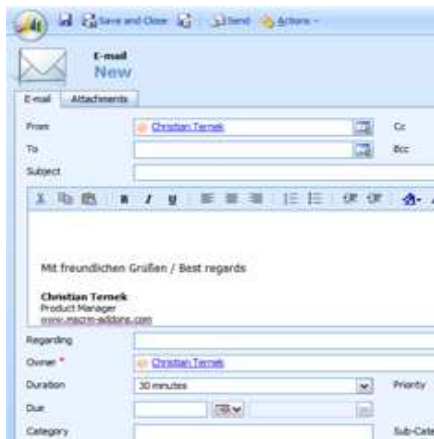 Save and Close Send Actions
E-mail
New
E-mail Attachments
From Christian Ternek Cc
To Bcc
Subject
B I U
Mit freundlichen Grüßen / Best regards
Christian Ternek
Product Manager
www.mscrm-addons.com
Regarding
Owner * Christian Ternek
Duration 30 minutes Priority
Due
Category Sub-Cate